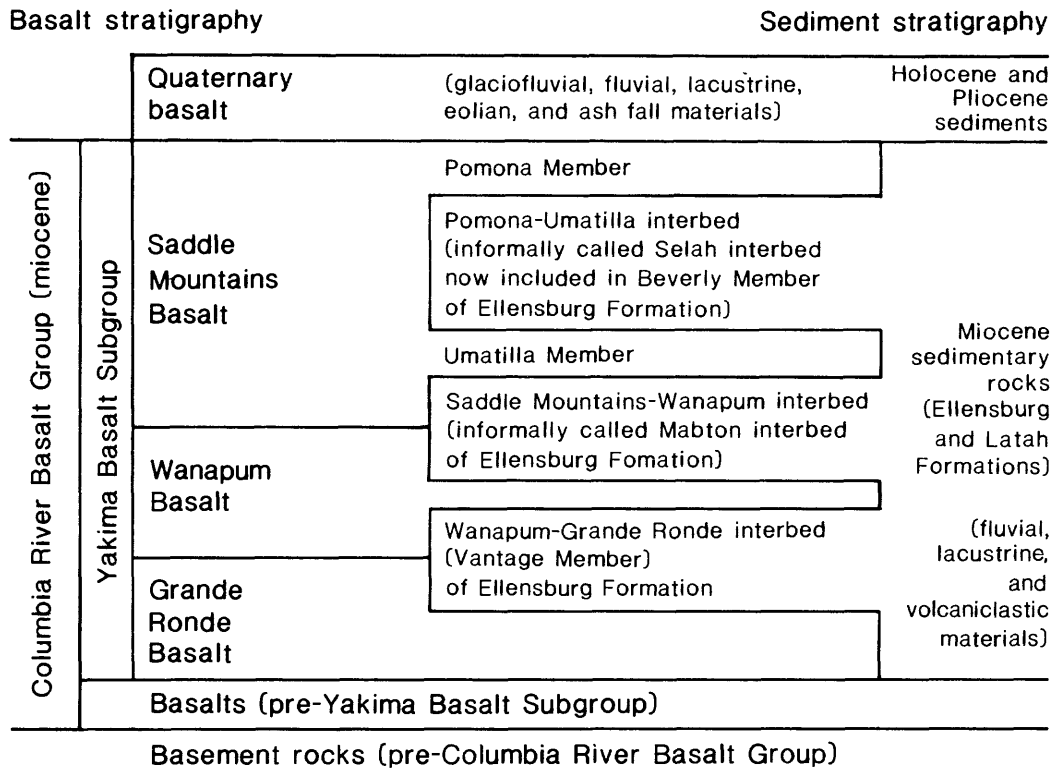 Basalt stratigraphy
Sediment stratigraphy
Quaternary
basalt
(glaciofluvial, fluvial, lacustrine,
eolian, and ash fall materials)
Holocene and
Pliocene
sediments
Columbia River Basalt Group (miocene)
Yakima Basalt Subgroup
Saddle
Mountains
Basalt
Pomona Member
Pomona-Umatilla interbed
(informally called Selah interbed
now included in Beverly Member
of Ellensburg Formation)
Umatilla Member
Saddle Mountains-Wanapum interbed
(informally called Mabton interbed
of Ellensburg Fomation)
Wanapum
Basalt
Wanapum-Grande Ronde interbed
(Vantage Member)
of Ellensburg Formation
Grande
Ronde
Basalt
Miocene
sedimentary
rocks
(Ellensburg
and Latah
Formations)
(fluvial,
lacustrine,
and
volcaniclastic
materials)
Basalts (pre-Yakima Basalt Subgroup)
Basement rocks (pre-Columbia River Basalt Group)